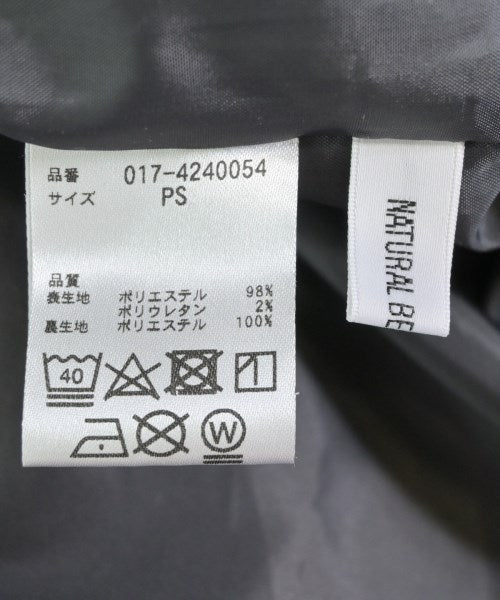 品番 017-4240054
サイズ PS
品質
表生地 ポリエステル 98%
ポリウレタン 2%
裏生地 ポリエステル 100%
40
W
NATURAL BE